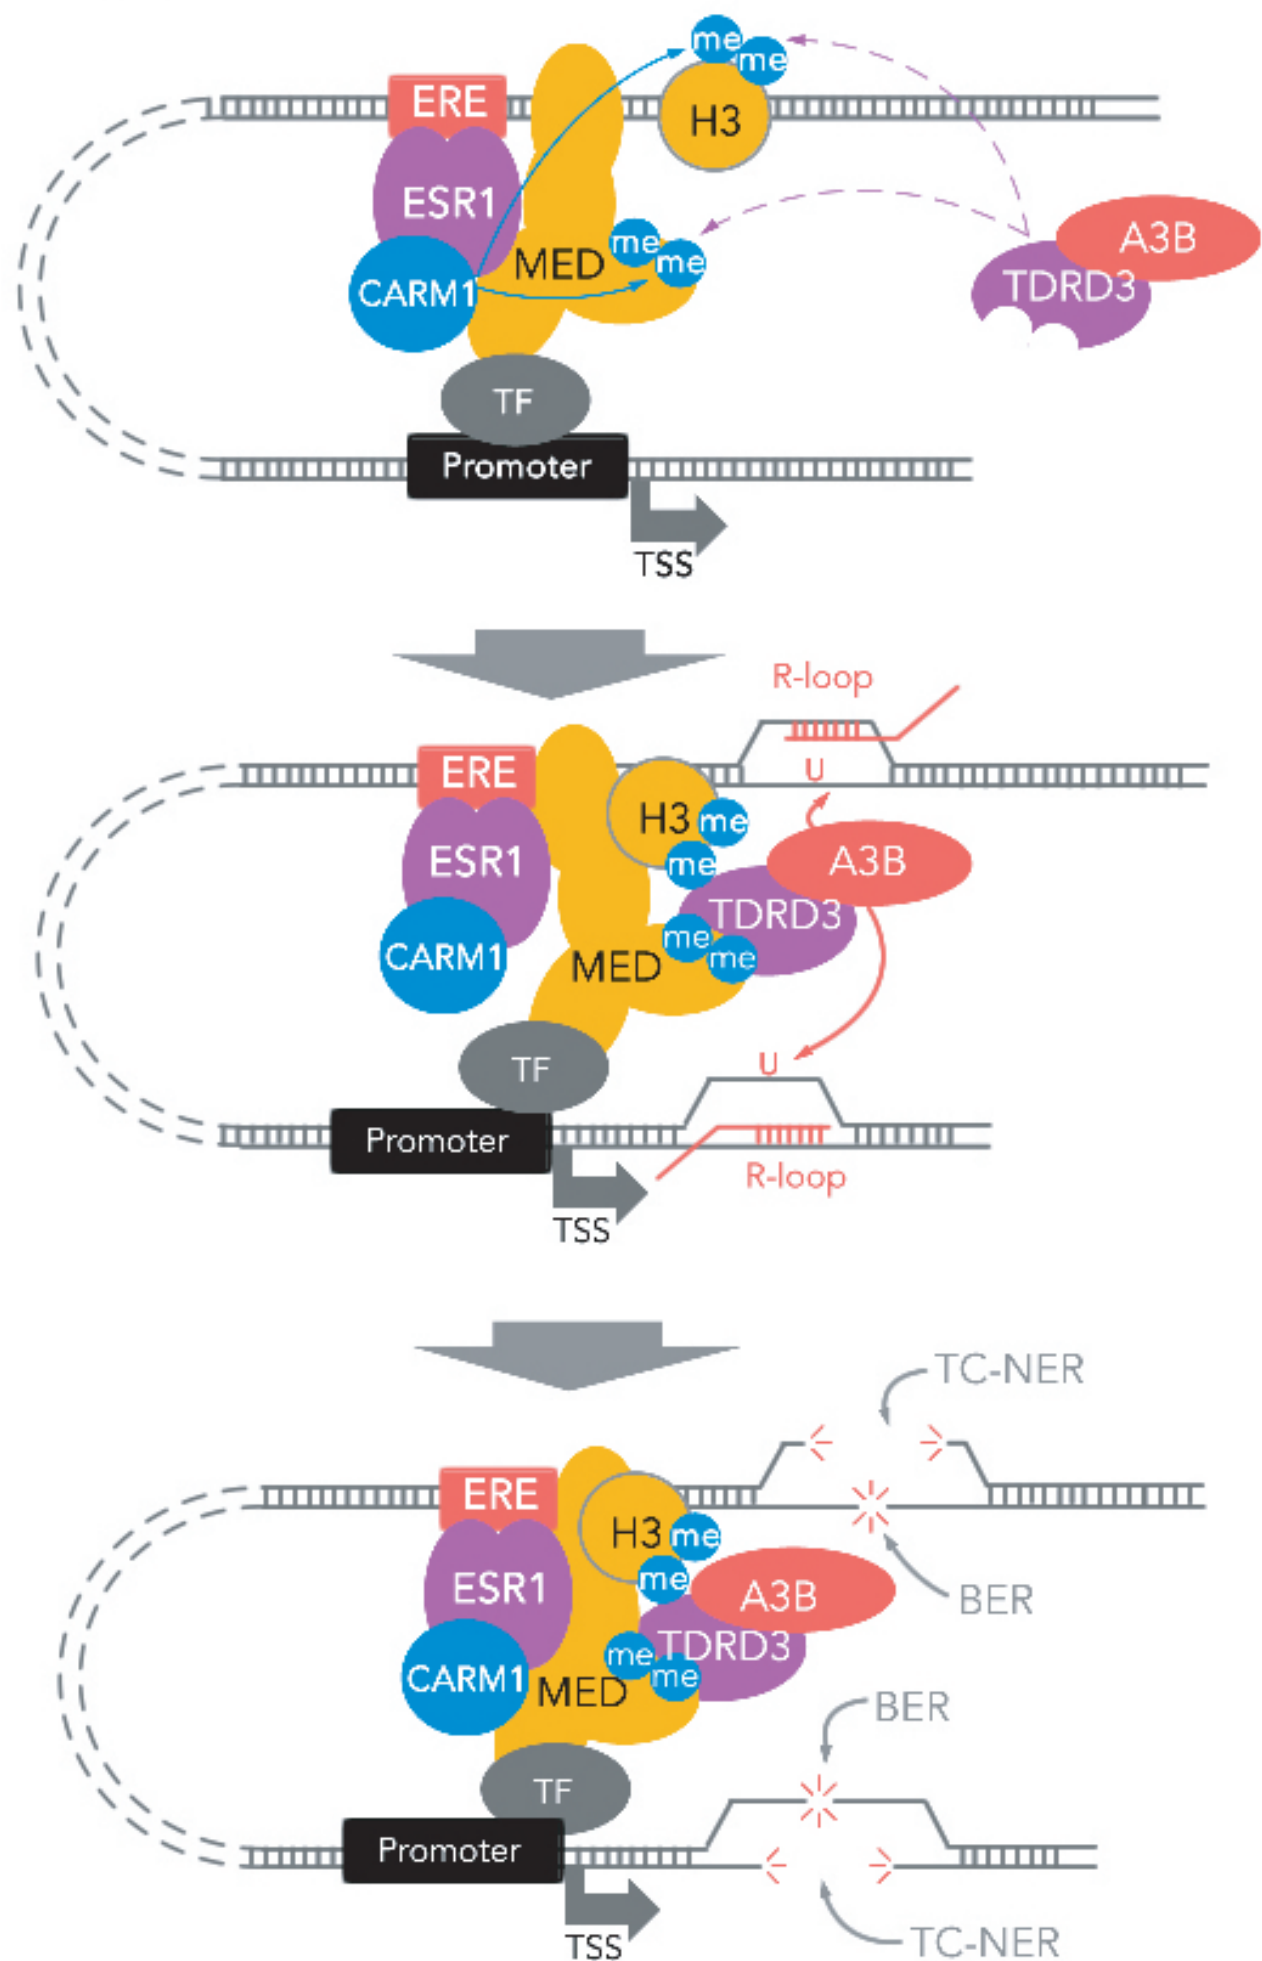 me
me
ERE
H3
ESR1
A3B
me
MED
me
TDRD3
CARM1
TF
Promoter
TSS
R-loop
ERE
U
H3
me
ESR1
me
A3B
TDRD3
me
CARM1
me
MED
U
TF
Promoter
R-loop
TSS
TC-NER
ERE
H3
me
ESR1
me
A3B
BER
TDRD3
me
CARM1
me
MED
BER
TF
Promoter
TSS
TC-NER